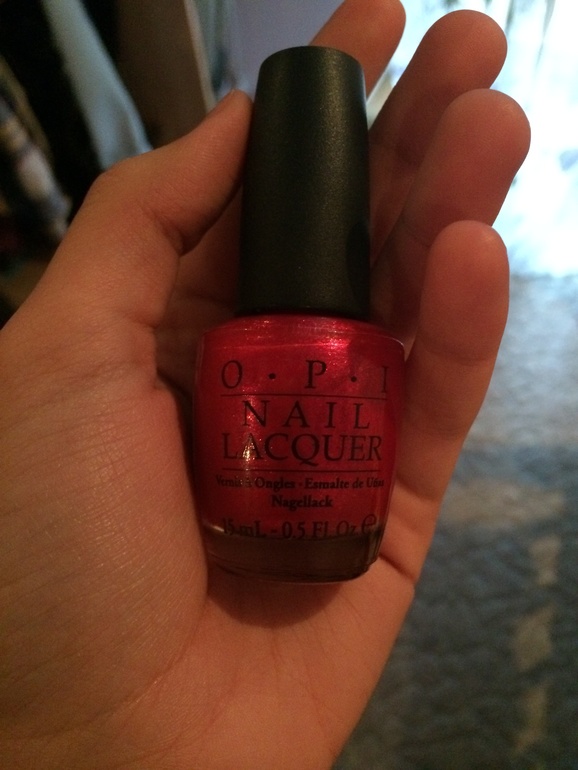 O·P·I
NAIL
LACQUER
Vernis à Ongles · Esmalte de Uñas
Nagellack
15 mL - 0.5 Fl.Oz. ℮